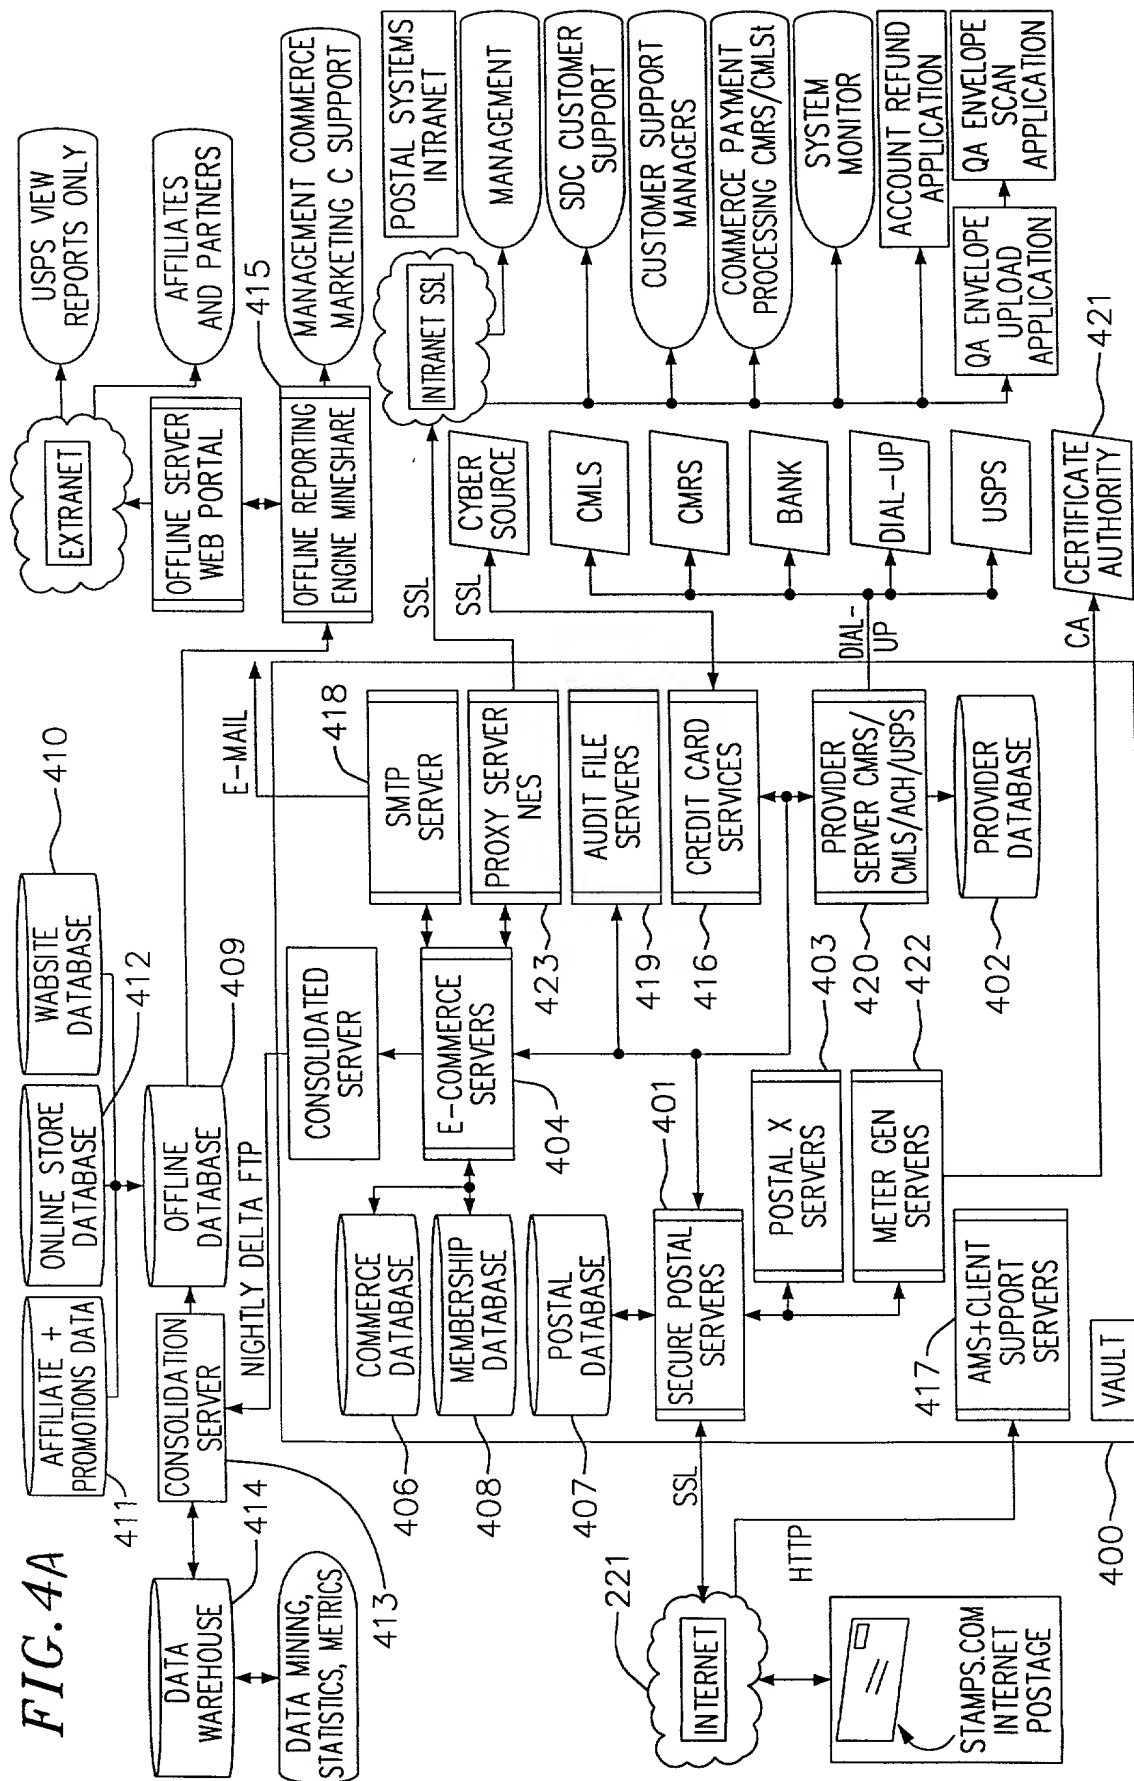 FIG. 4A
AFFILIATE +
PROMOTIONS DATA
411
ONLINE STORE
DATABASE
412
WABSITE
DATABASE
410
DATA
WAREHOUSE
414
DATA MINING,
STATISTICS, METRICS
413
CONSOLIDATION
SERVER
OFFLINE
DATABASE
409
NIGHTLY DELTA FTP
E-MAIL
EXTRANET
USPS VIEW
REPORTS ONLY
AFFILIATES
AND PARTNERS
OFFLINE SERVER
WEB PORTAL
OFFLINE REPORTING
ENGINE MINESHARE
415
MANAGEMENT COMMERCE
MARKETING C SUPPORT
CONSOLIDATED
SERVER
COMMERCE
DATABASE
406
MEMBERSHIP
DATABASE
408
POSTAL
DATABASE
407
E-COMMERCE
SERVERS
404
SMTP
SERVER
418
PROXY SERVER
NES
423
AUDIT FILE
SERVERS
419
CREDIT CARD
SERVICES
416
SSL
SSL
SECURE POSTAL
SERVERS
401
POSTAL X
SERVERS
403
METER GEN
SERVERS
422
PROVIDER
SERVER CMRS/
CMLS/ACH/USPS
420
PROVIDER
DATABASE
402
AMS+CLIENT
SUPPORT
SERVERS
417
VAULT
400
SSL
HTTP
INTERNET
221
STAMPS.COM
INTERNET
POSTAGE
DIAL-
UP
CA
CYBER
SOURCE
CMLS
CMRS
BANK
DIAL-UP
USPS
CERTIFICATE
AUTHORITY
421
INTRANET SSL
POSTAL SYSTEMS
INTRANET
MANAGEMENT
SDC CUSTOMER
SUPPORT
CUSTOMER SUPPORT
MANAGERS
COMMERCE PAYMENT
PROCESSING CMRS/CMLSt
SYSTEM
MONITOR
ACCOUNT REFUND
APPLICATION
QA ENVELOPE
UPLOAD
APPLICATION
QA ENVELOPE
SCAN
APPLICATION